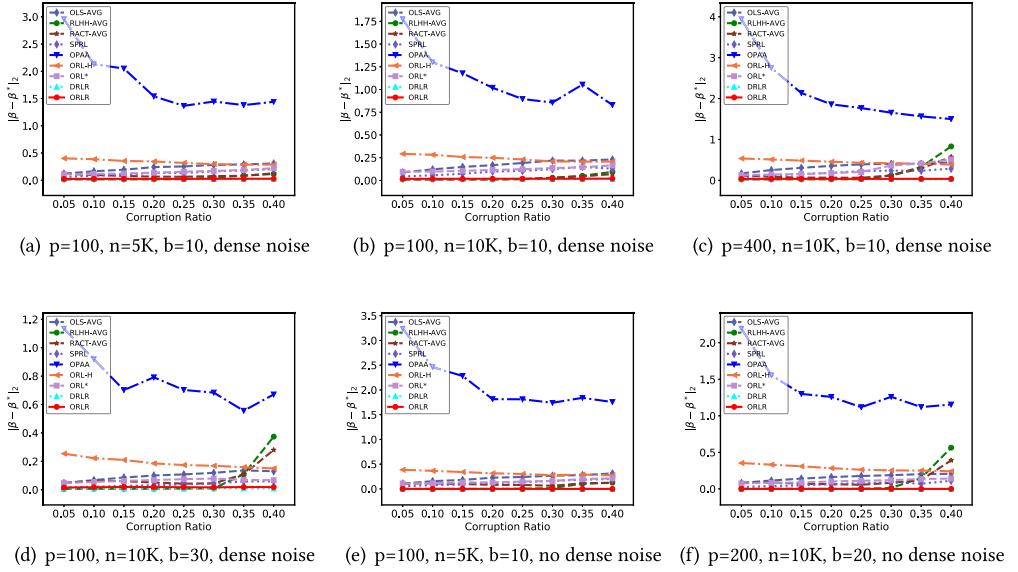 3.0
2.5
2.0
1.5
1.0
0.5
0.0
|β − β*|₂
OLS-AVG
RLHH-AVG
RACT-AVG
SPRL
OPAA
ORL-H
ORL*
DRLR
ORLR
0.05 0.10 0.15 0.20 0.25 0.30 0.35 0.40
Corruption Ratio
(a) p=100, n=5K, b=10, dense noise
1.75
1.50
1.25
1.00
0.75
0.50
0.25
0.00
|β − β*|₂
OLS-AVG
RLHH-AVG
RACT-AVG
SPRL
OPAA
ORL-H
ORL*
DRLR
ORLR
0.05 0.10 0.15 0.20 0.25 0.30 0.35 0.40
Corruption Ratio
(b) p=100, n=10K, b=10, dense noise
4
3
2
1
0
|β − β*|₂
OLS-AVG
RLHH-AVG
RACT-AVG
SPRL
OPAA
ORL-H
ORL*
DRLR
ORLR
0.05 0.10 0.15 0.20 0.25 0.30 0.35 0.40
Corruption Ratio
(c) p=400, n=10K, b=10, dense noise
1.2
1.0
0.8
0.6
0.4
0.2
0.0
|β − β*|₂
OLS-AVG
RLHH-AVG
RACT-AVG
SPRL
OPAA
ORL-H
ORL*
DRLR
ORLR
0.05 0.10 0.15 0.20 0.25 0.30 0.35 0.40
Corruption Ratio
(d) p=100, n=10K, b=30, dense noise
3.5
3.0
2.5
2.0
1.5
1.0
0.5
0.0
|β − β*|₂
OLS-AVG
RLHH-AVG
RACT-AVG
SPRL
OPAA
ORL-H
ORL*
DRLR
ORLR
0.05 0.10 0.15 0.20 0.25 0.30 0.35 0.40
Corruption Ratio
(e) p=100, n=5K, b=10, no dense noise
2.0
1.5
1.0
0.5
0.0
|β − β*|₂
OLS-AVG
RLHH-AVG
RACT-AVG
SPRL
OPAA
ORL-H
ORL*
DRLR
ORLR
0.05 0.10 0.15 0.20 0.25 0.30 0.35 0.40
Corruption Ratio
(f) p=200, n=10K, b=20, no dense noise